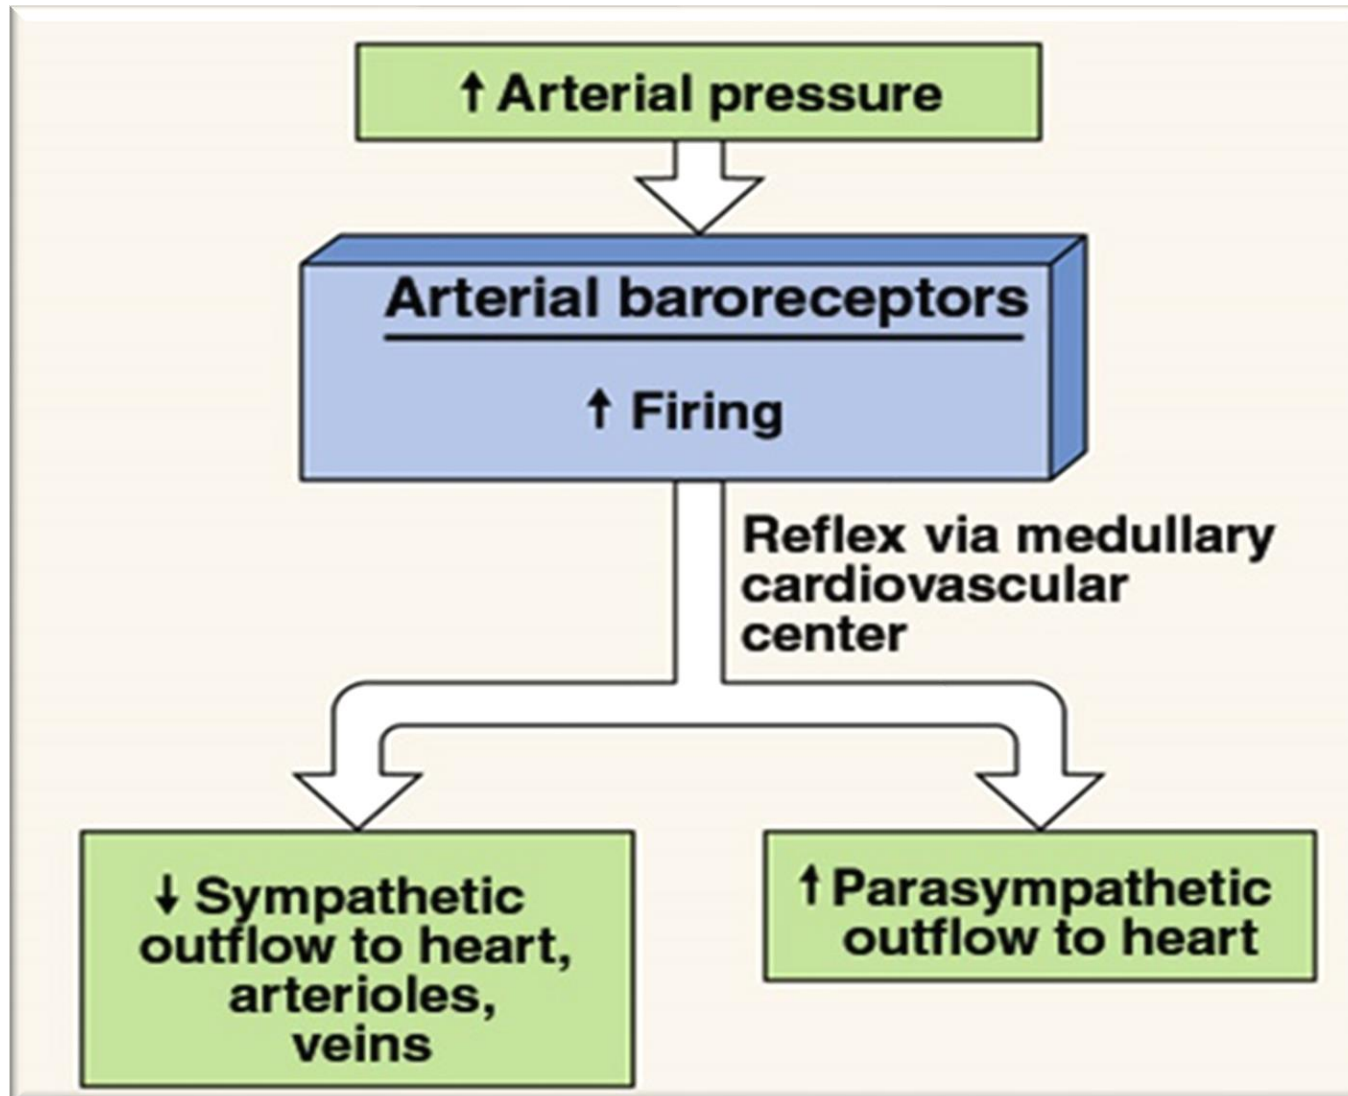 ↑ Arterial pressure
Arterial baroreceptors
↑ Firing
Reflex via medullary
cardiovascular
center
↓ Sympathetic
outflow to heart,
arterioles,
veins
↑ Parasympathetic
outflow to heart